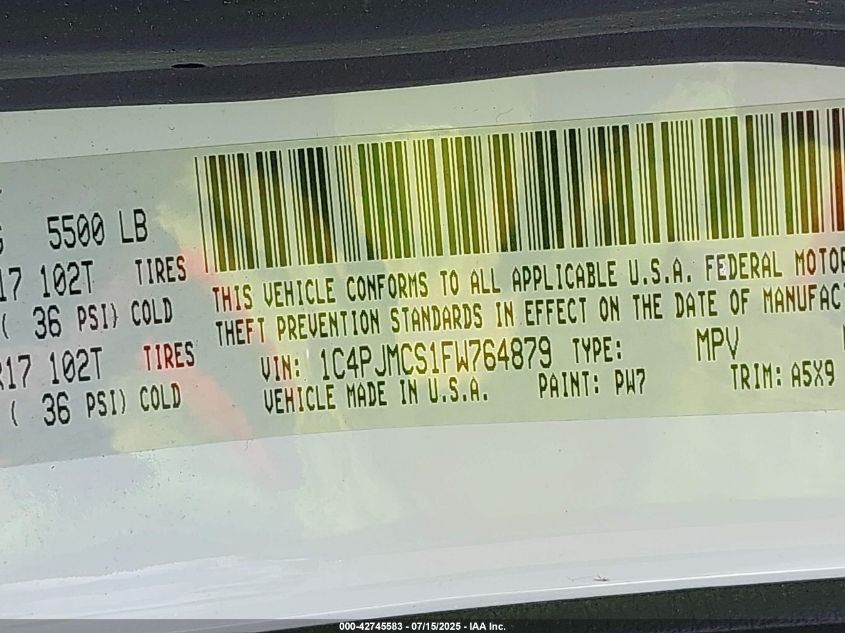 5500 LB
17 102T TIRES
( 36 PSI) COLD
R17 102T TIRES
( 36 PSI) COLD
THIS VEHICLE CONFORMS TO ALL APPLICABLE U.S.A. FEDERAL MOTOR
THEFT PREVENTION STANDARDS IN EFFECT ON THE DATE OF MANUFAC
VIN: 1C4PJMCS1FW764879 TYPE: MPV
VEHICLE MADE IN U.S.A. PAINT: PW7 TRIM: A5X9
000-42745583 - 07/15/2025 - IAA Inc.